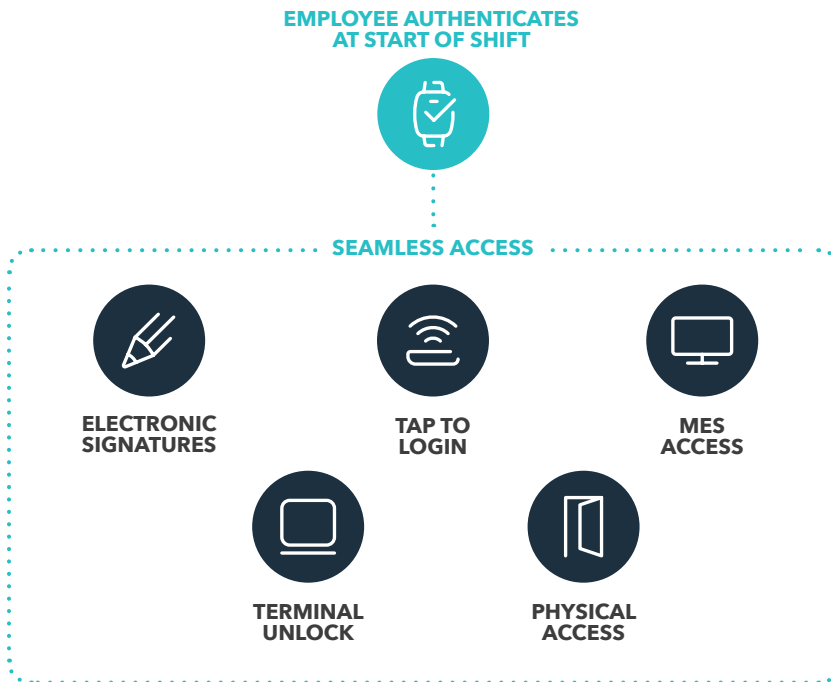 EMPLOYEE AUTHENTICATES
AT START OF SHIFT
SEAMLESS ACCESS
ELECTRONIC
SIGNATURES
TAP TO
LOGIN
MES
ACCESS
TERMINAL
UNLOCK
PHYSICAL
ACCESS